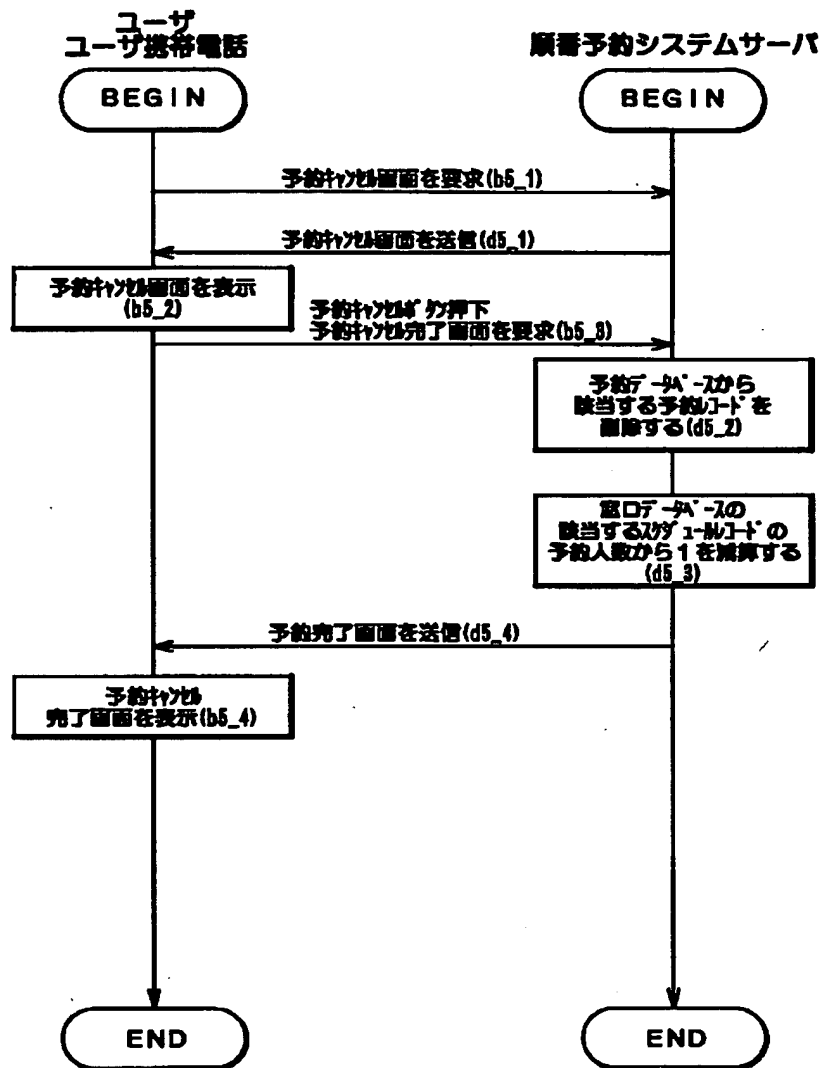 ユーザ
ユーザ携帯電話
順番予約システムサーバ
BEGIN
BEGIN
予約ｷｬﾝｾﾙ画面を要求(b5_1)
予約ｷｬﾝｾﾙ画面を送信(d5_1)
予約ｷｬﾝｾﾙ画面を表示
(b5_2)
予約ｷｬﾝｾﾙﾎﾞﾀﾝ押下
予約ｷｬﾝｾﾙ完了画面を要求(b5_3)
予約ﾃﾞｰﾀﾍﾞｰｽから
該当する予約ﾚｺｰﾄﾞを
削除する(d5_2)
窓口ﾃﾞｰﾀﾍﾞｰｽの
該当するｽｹｼﾞｭｰﾙﾚｺｰﾄﾞの
予約人数から１を減算する
(d5_3)
予約完了画面を送信(d5_4)
予約ｷｬﾝｾﾙ
完了画面を表示(b5_4)
END
END